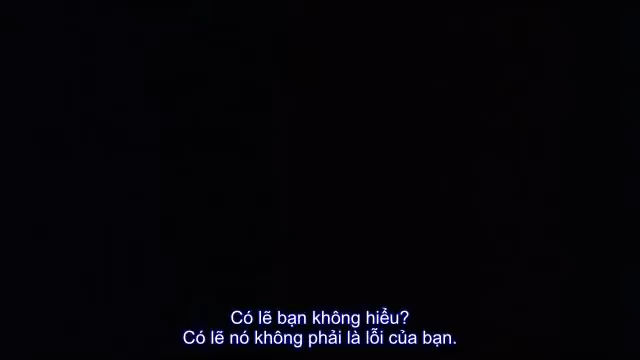 Có lẽ bạn không hiểu?
Có lẽ nó không phải là lỗi của bạn.